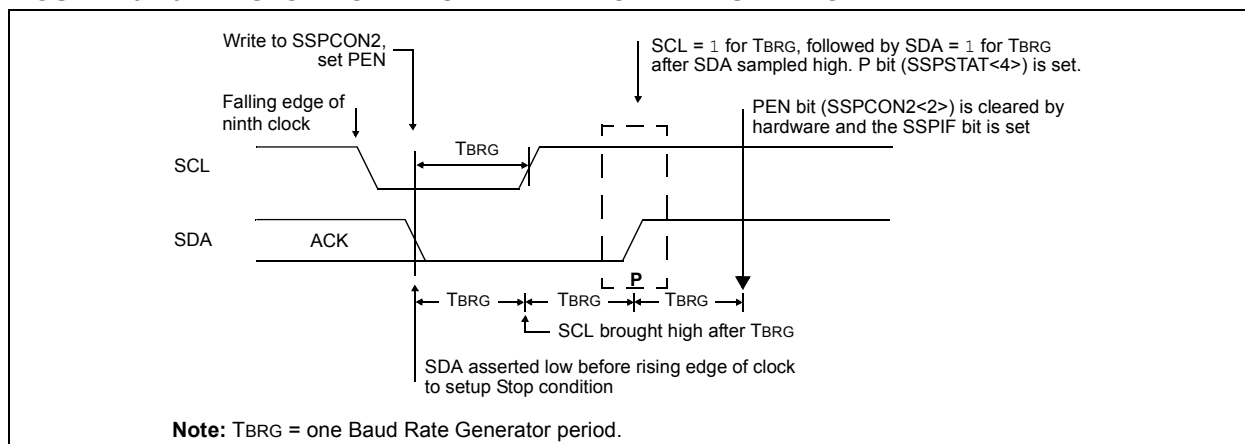 Write to SSPCON2,
set PEN
SCL = 1 for TBRG, followed by SDA = 1 for TBRG
after SDA sampled high. P bit (SSPSTAT<4>) is set.
Falling edge of
ninth clock
PEN bit (SSPCON2<2>) is cleared by
hardware and the SSPIF bit is set
TBRG
SCL
SDA
ACK
P
TBRG
TBRG
TBRG
SCL brought high after TBRG
SDA asserted low before rising edge of clock
to setup Stop condition
Note: TBRG = one Baud Rate Generator period.